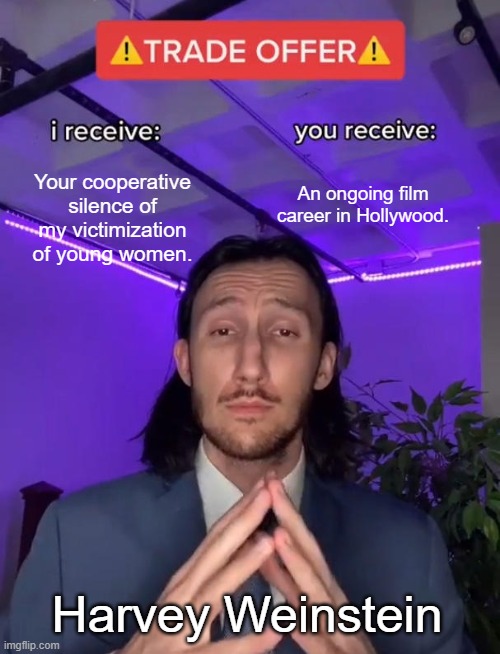 ⚠️TRADE OFFER⚠️
i receive:
you receive:
Your cooperative
silence of
my victimization
of young women.
An ongoing film
career in Hollywood.
Harvey Weinstein
imgflip.com